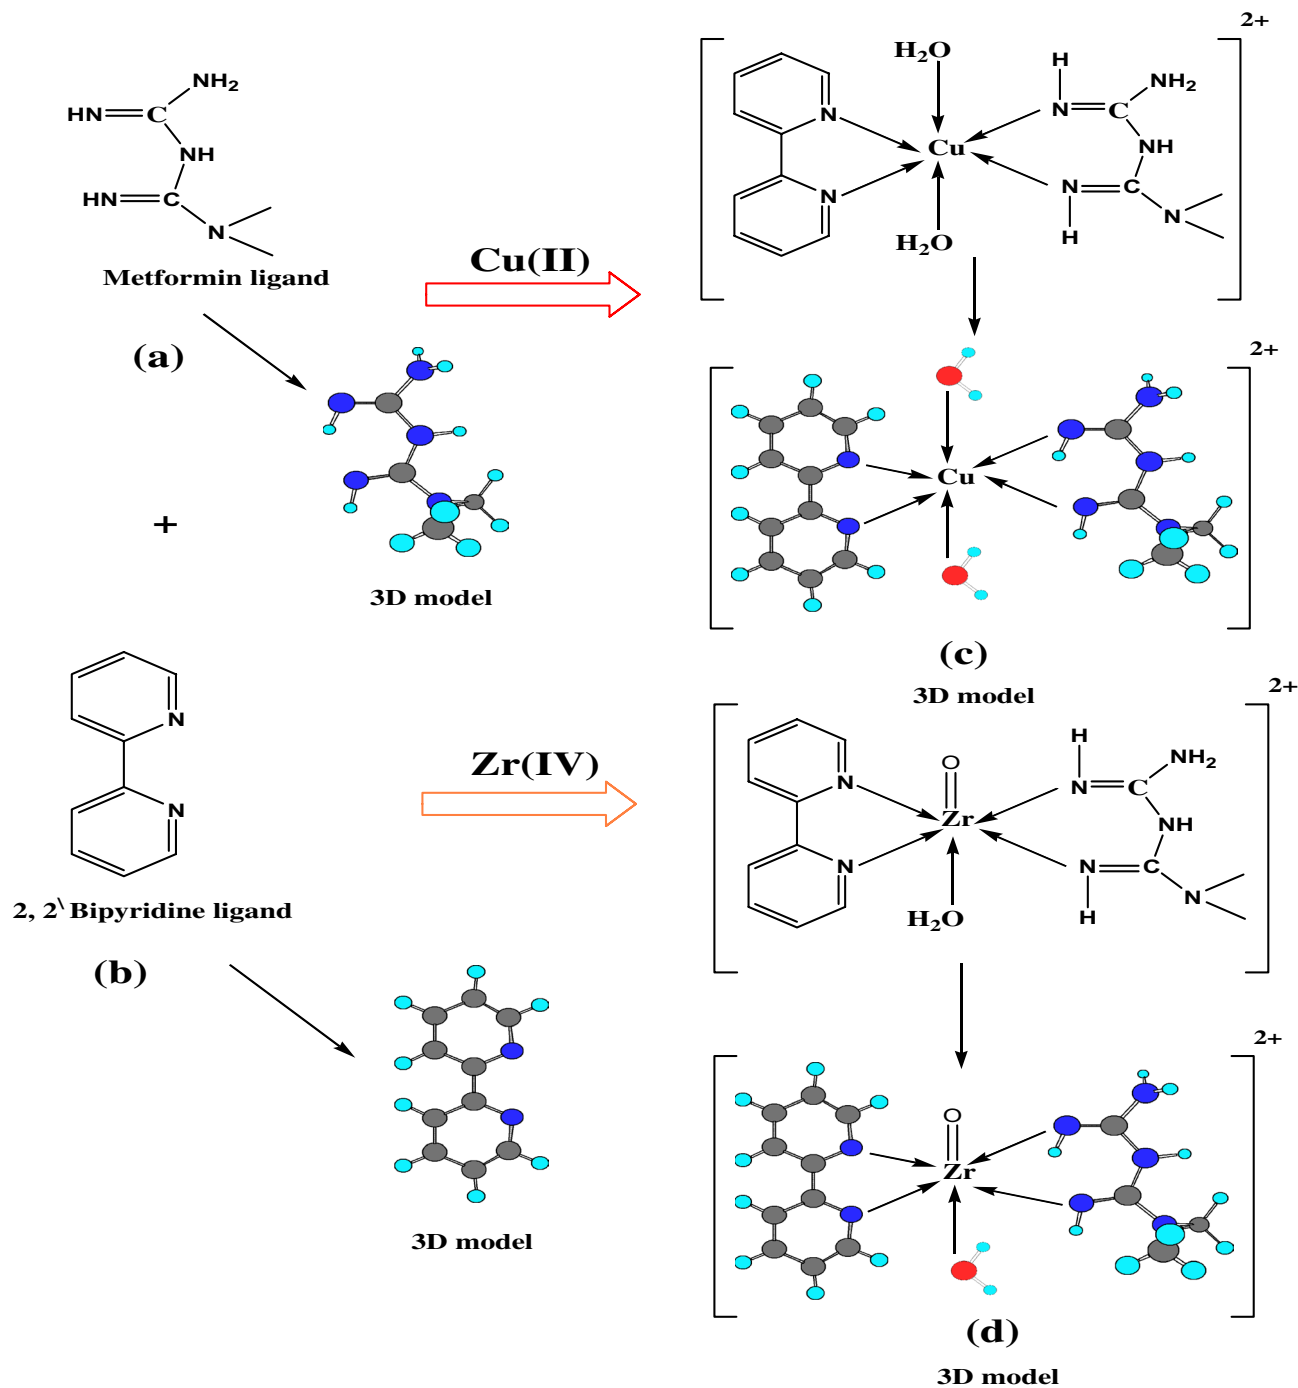 NH₂
HN
C
NH
HN
C
N
Metformin ligand
(a)
3D model
+
N
N
2, 2\ Bipyridine ligand
(b)
3D model
Cu(II)
Zr(IV)
2+
H₂O
H
N
N
C
NH₂
Cu
NH
N
N
C
H₂O
H
N
2+
Cu
(c)
3D model
2+
O
H
N
N
C
NH₂
Zr
NH
N
N
C
H₂O
H
N
2+
O
Zr
(d)
3D model